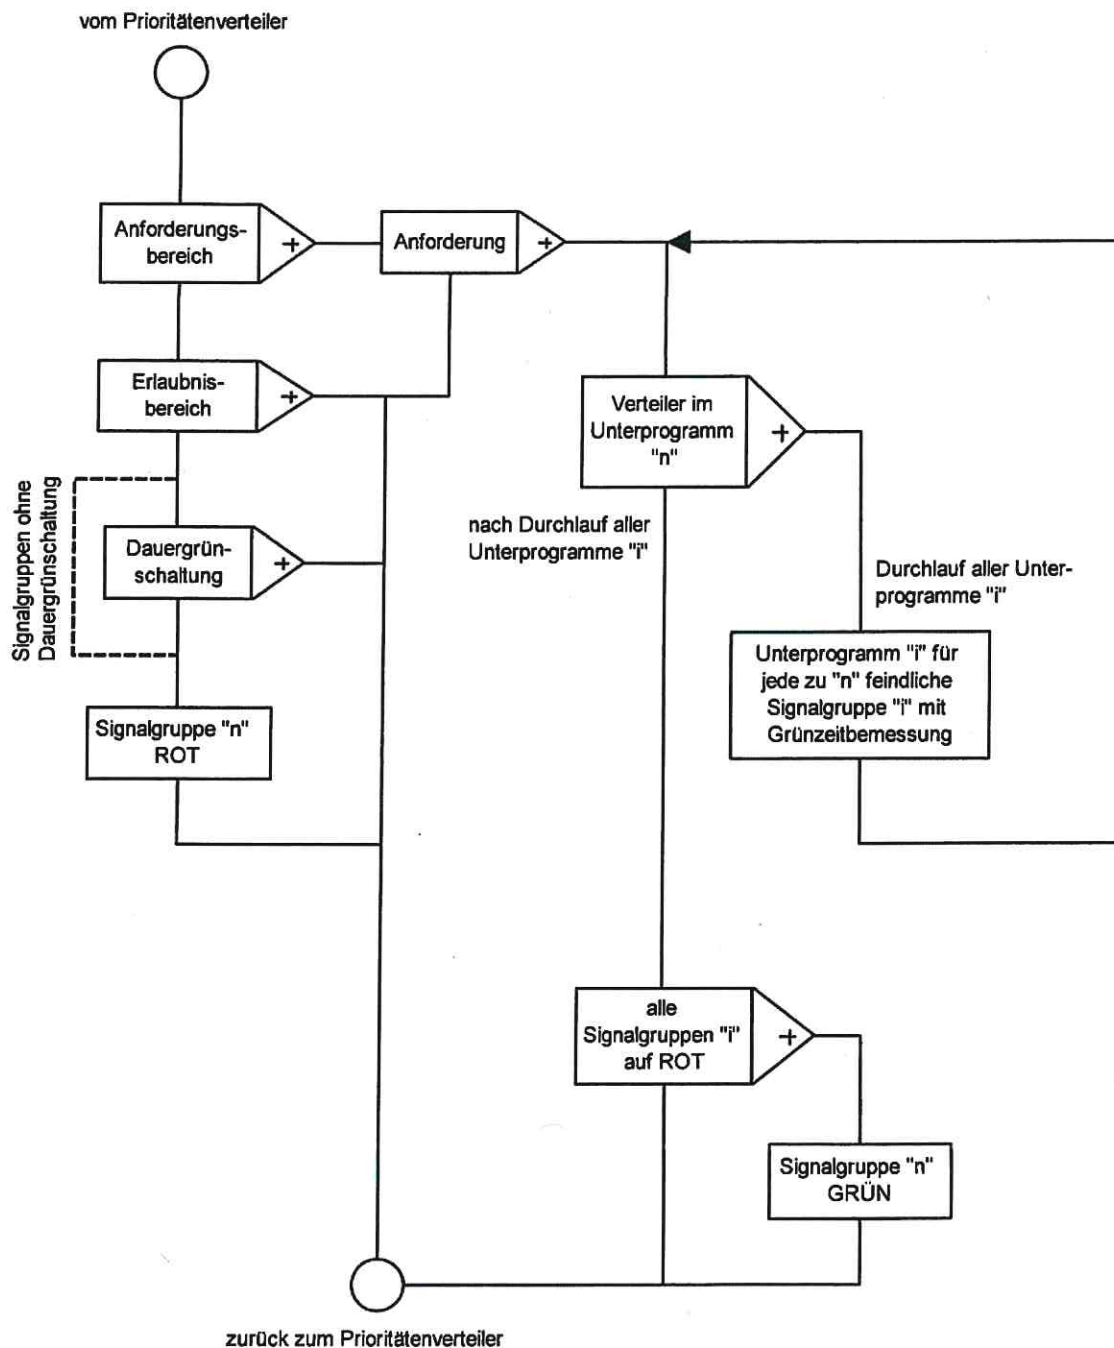 vom Prioritätenverteiler
Anforderungs-
bereich
+
Anforderung
+
Erlaubnis-
bereich
+
Verteiler im
Unterprogramm
"n"
+
Signalgruppen ohne
Dauergrünschaltung
Dauergrün-
schaltung
+
nach Durchlauf aller
Unterprogramme "i"
Durchlauf aller Unter-
programme "i"
Unterprogramm "i" für
jede zu "n" feindliche
Signalgruppe "i" mit
Grünzeitbemessung
Signalgruppe "n"
ROT
alle
Signalgruppen "i"
auf ROT
+
Signalgruppe "n"
GRÜN
zurück zum Prioritätenverteiler